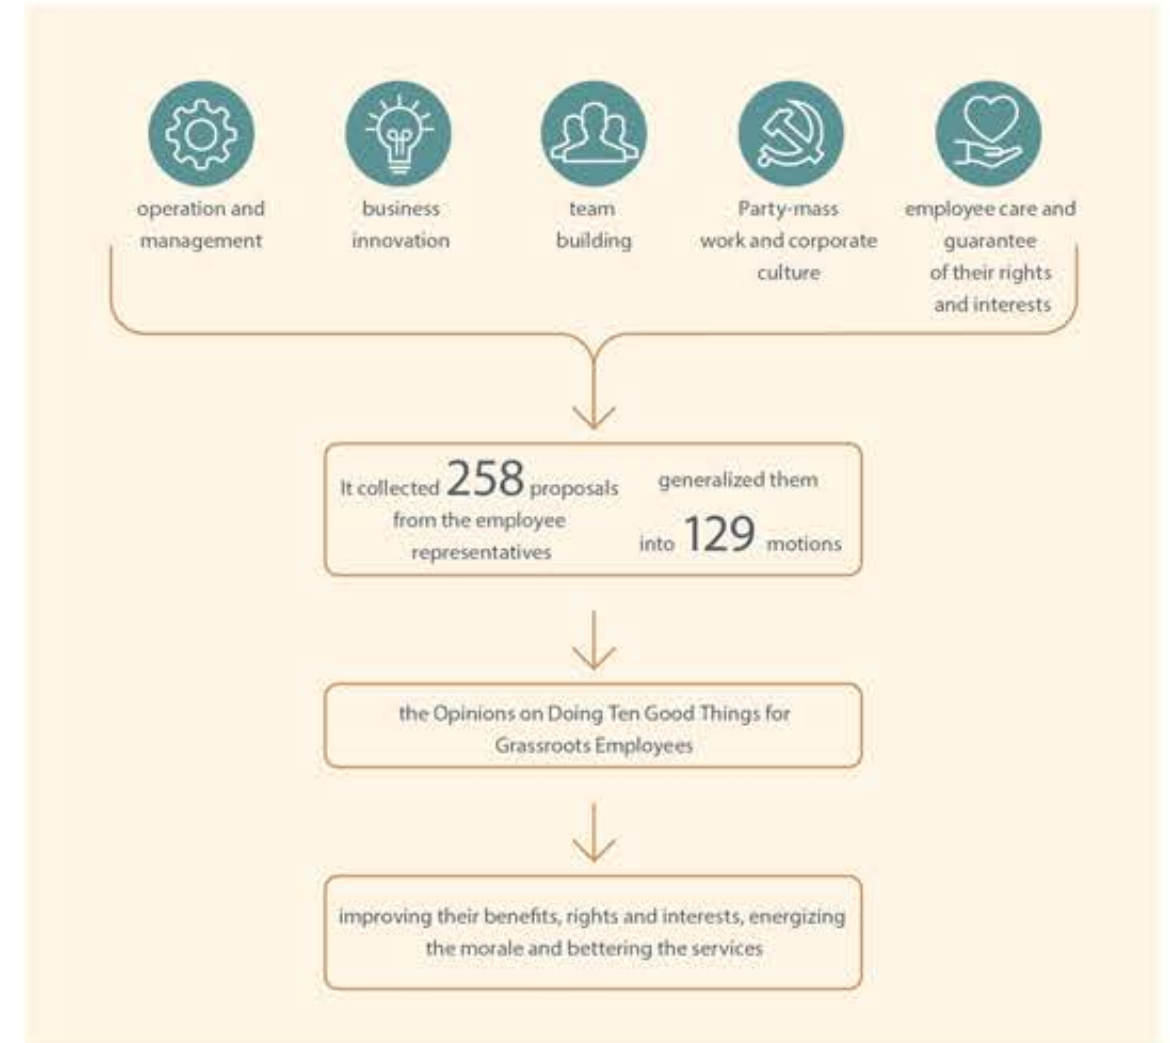 operation and
management
business
innovation
team
building
Party-mass
work and corporate
culture
employee care and
guarantee
of their rights
and interests
It collected 258 proposals
from the employee
representatives
generalized them
into 129 motions
the Opinions on Doing Ten Good Things for
Grassroots Employees
improving their benefits, rights and interests, energizing
the morale and bettering the services